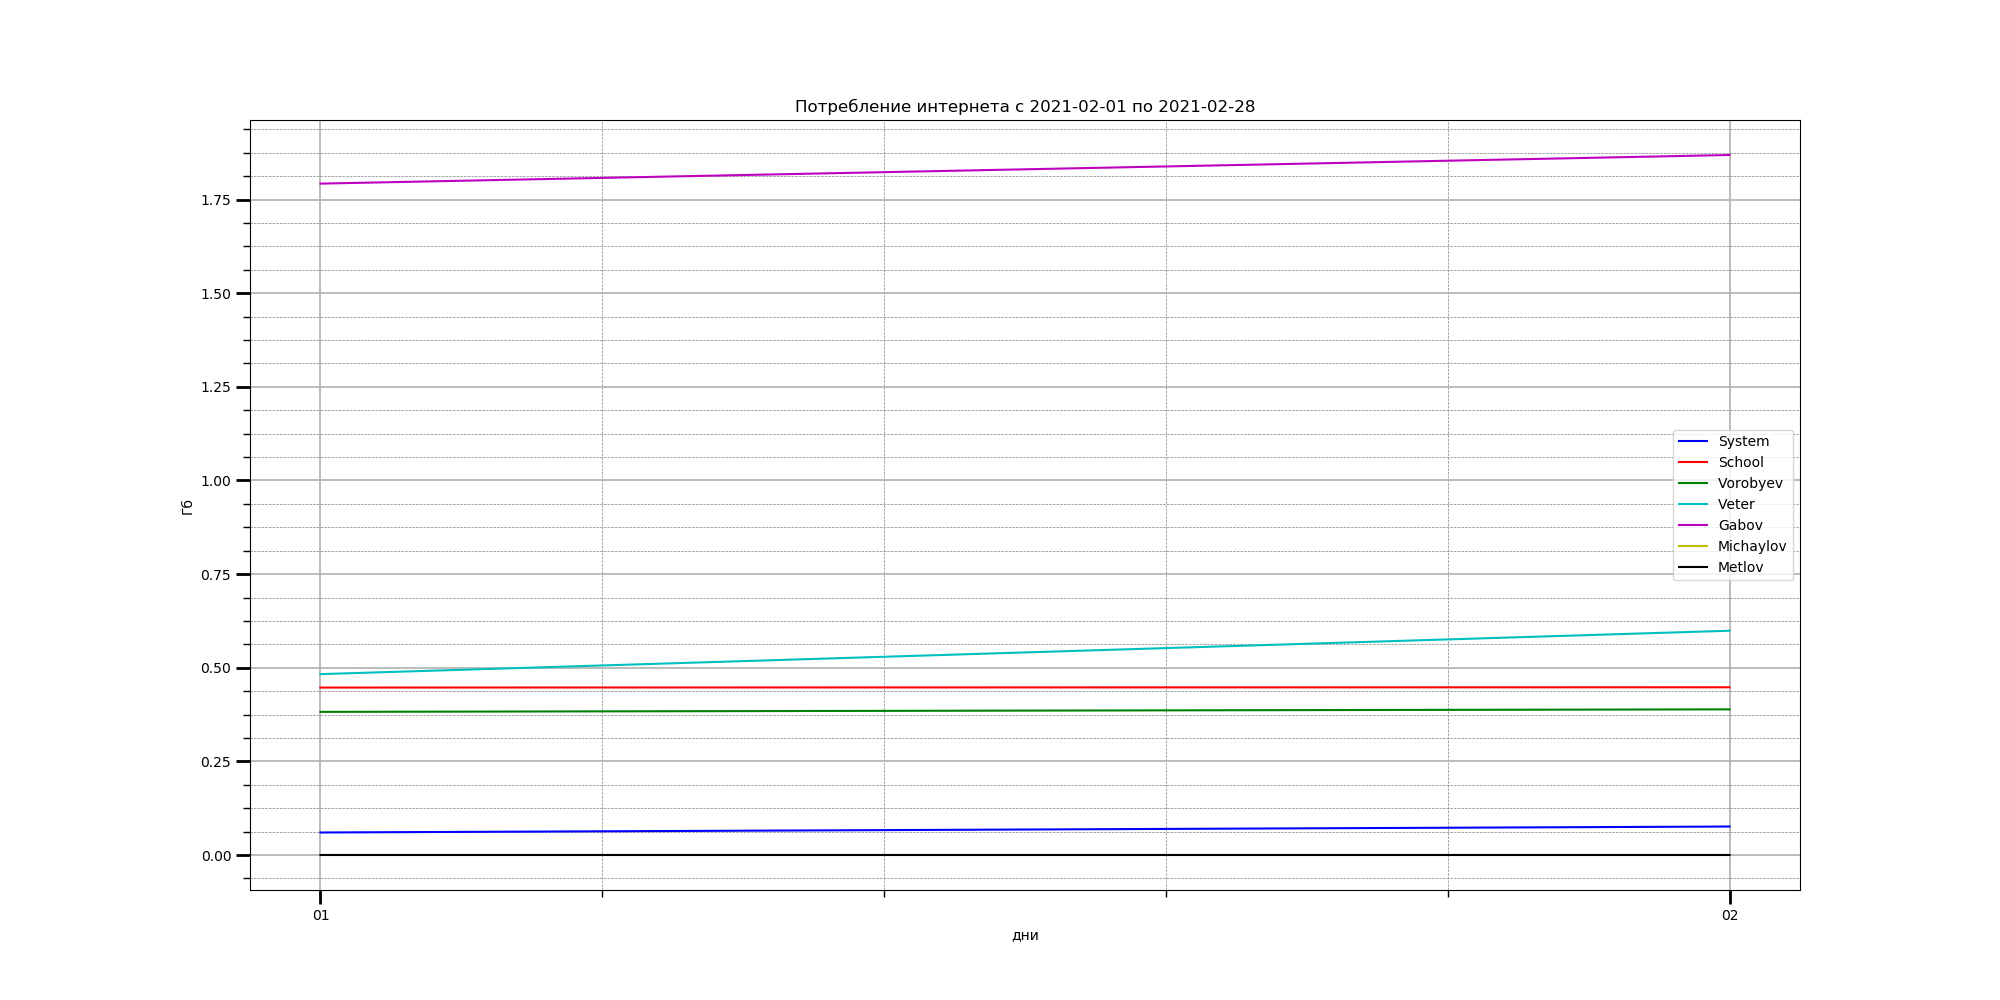 Потребление интернета с 2021-02-01 по 2021-02-28
1.75
1.50
1.25
1.00
0.75
0.50
0.25
0.00
Гб
System
School
Vorobyev
Veter
Gabov
Michaylov
Metlov
01
02
дни